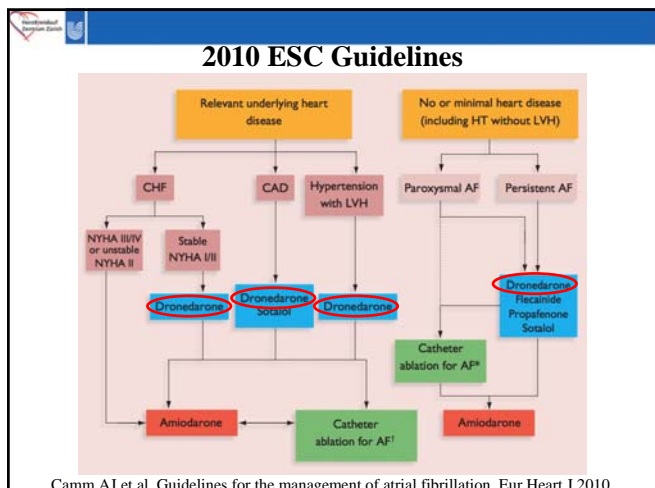 HerzKreislauf
Zentrum Zürich
2010 ESC Guidelines
Relevant underlying heart
disease
No or minimal heart disease
(including HT without LVH)
CHF
CAD
Hypertension
with LVH
Paroxysmal AF
Persistent AF
NYHA III/IV
or unstable
NYHA II
Stable
NYHA I/II
Dronedarone
Dronedarone
Sotalol
Dronedarone
Dronedarone
Flecainide
Propafenone
Sotalol
Catheter
ablation for AF*
Amiodarone
Catheter
ablation for AF†
Amiodarone
Camm AJ et al. Guidelines for the management of atrial fibrillation. Eur Heart J 2010